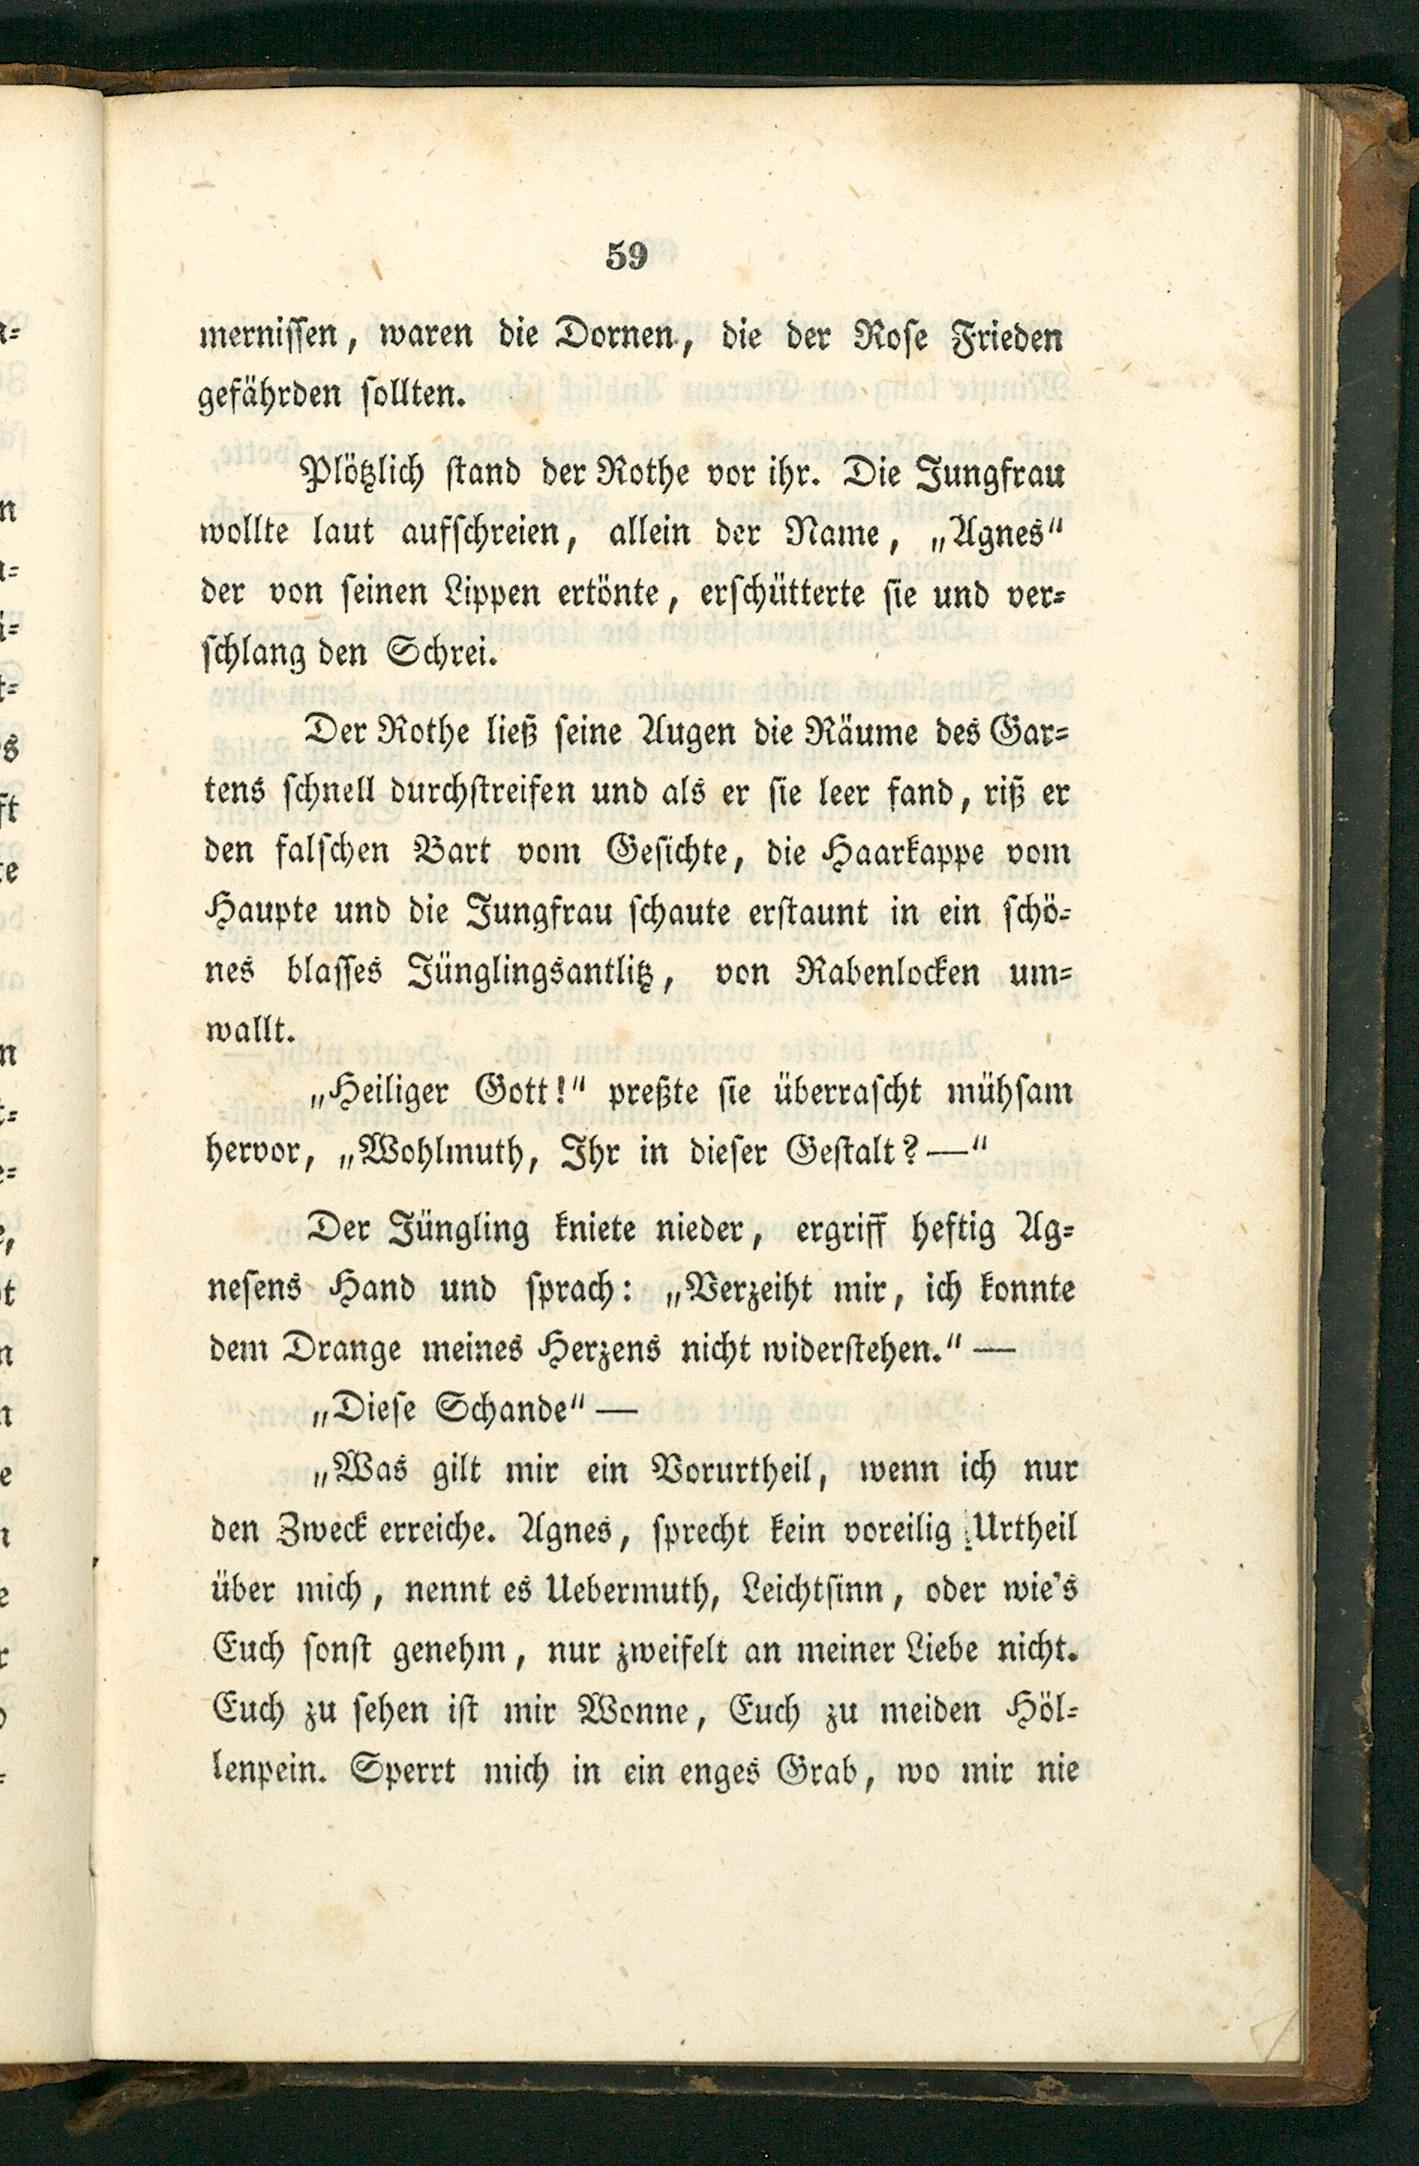 59
mernissen, waren die Dornen, die der Rose Frieden
gefährden sollten.
Plötzlich stand der Rothe vor ihr. Die Jungfrau
wollte laut aufschreien, allein der Name, „Agnes“
der von seinen Lippen ertönte, erschütterte sie und ver-
schlang den Schrei.
Der Rothe ließ seine Augen die Räume des Gar-
tens schnell durchstreifen und als er sie leer fand, riß er
den falschen Bart vom Gesichte, die Haarkappe vom
Haupte und die Jungfrau schaute erstaunt in ein schö-
nes blasses Jünglingsantlitz, von Rabenlocken um-
wallt.
„Heiliger Gott!“ preßte sie überrascht mühsam
hervor, „Wohlmuth, Ihr in dieser Gestalt? —“
Der Jüngling kniete nieder, ergriff heftig Ag-
nesens Hand und sprach: „Verzeiht mir, ich konnte
dem Drange meines Herzens nicht widerstehen.“ —
„Diese Schande“ —
„Was gilt mir ein Vorurtheil, wenn ich nur
den Zweck erreiche. Agnes, sprecht kein voreilig Urtheil
über mich, nennt es Uebermuth, Leichtsinn, oder wie's
Euch sonst genehm, nur zweifelt an meiner Liebe nicht.
Euch zu sehen ist mir Wonne, Euch zu meiden Höl-
lenpein. Sperrt mich in ein enges Grab, wo mir nie